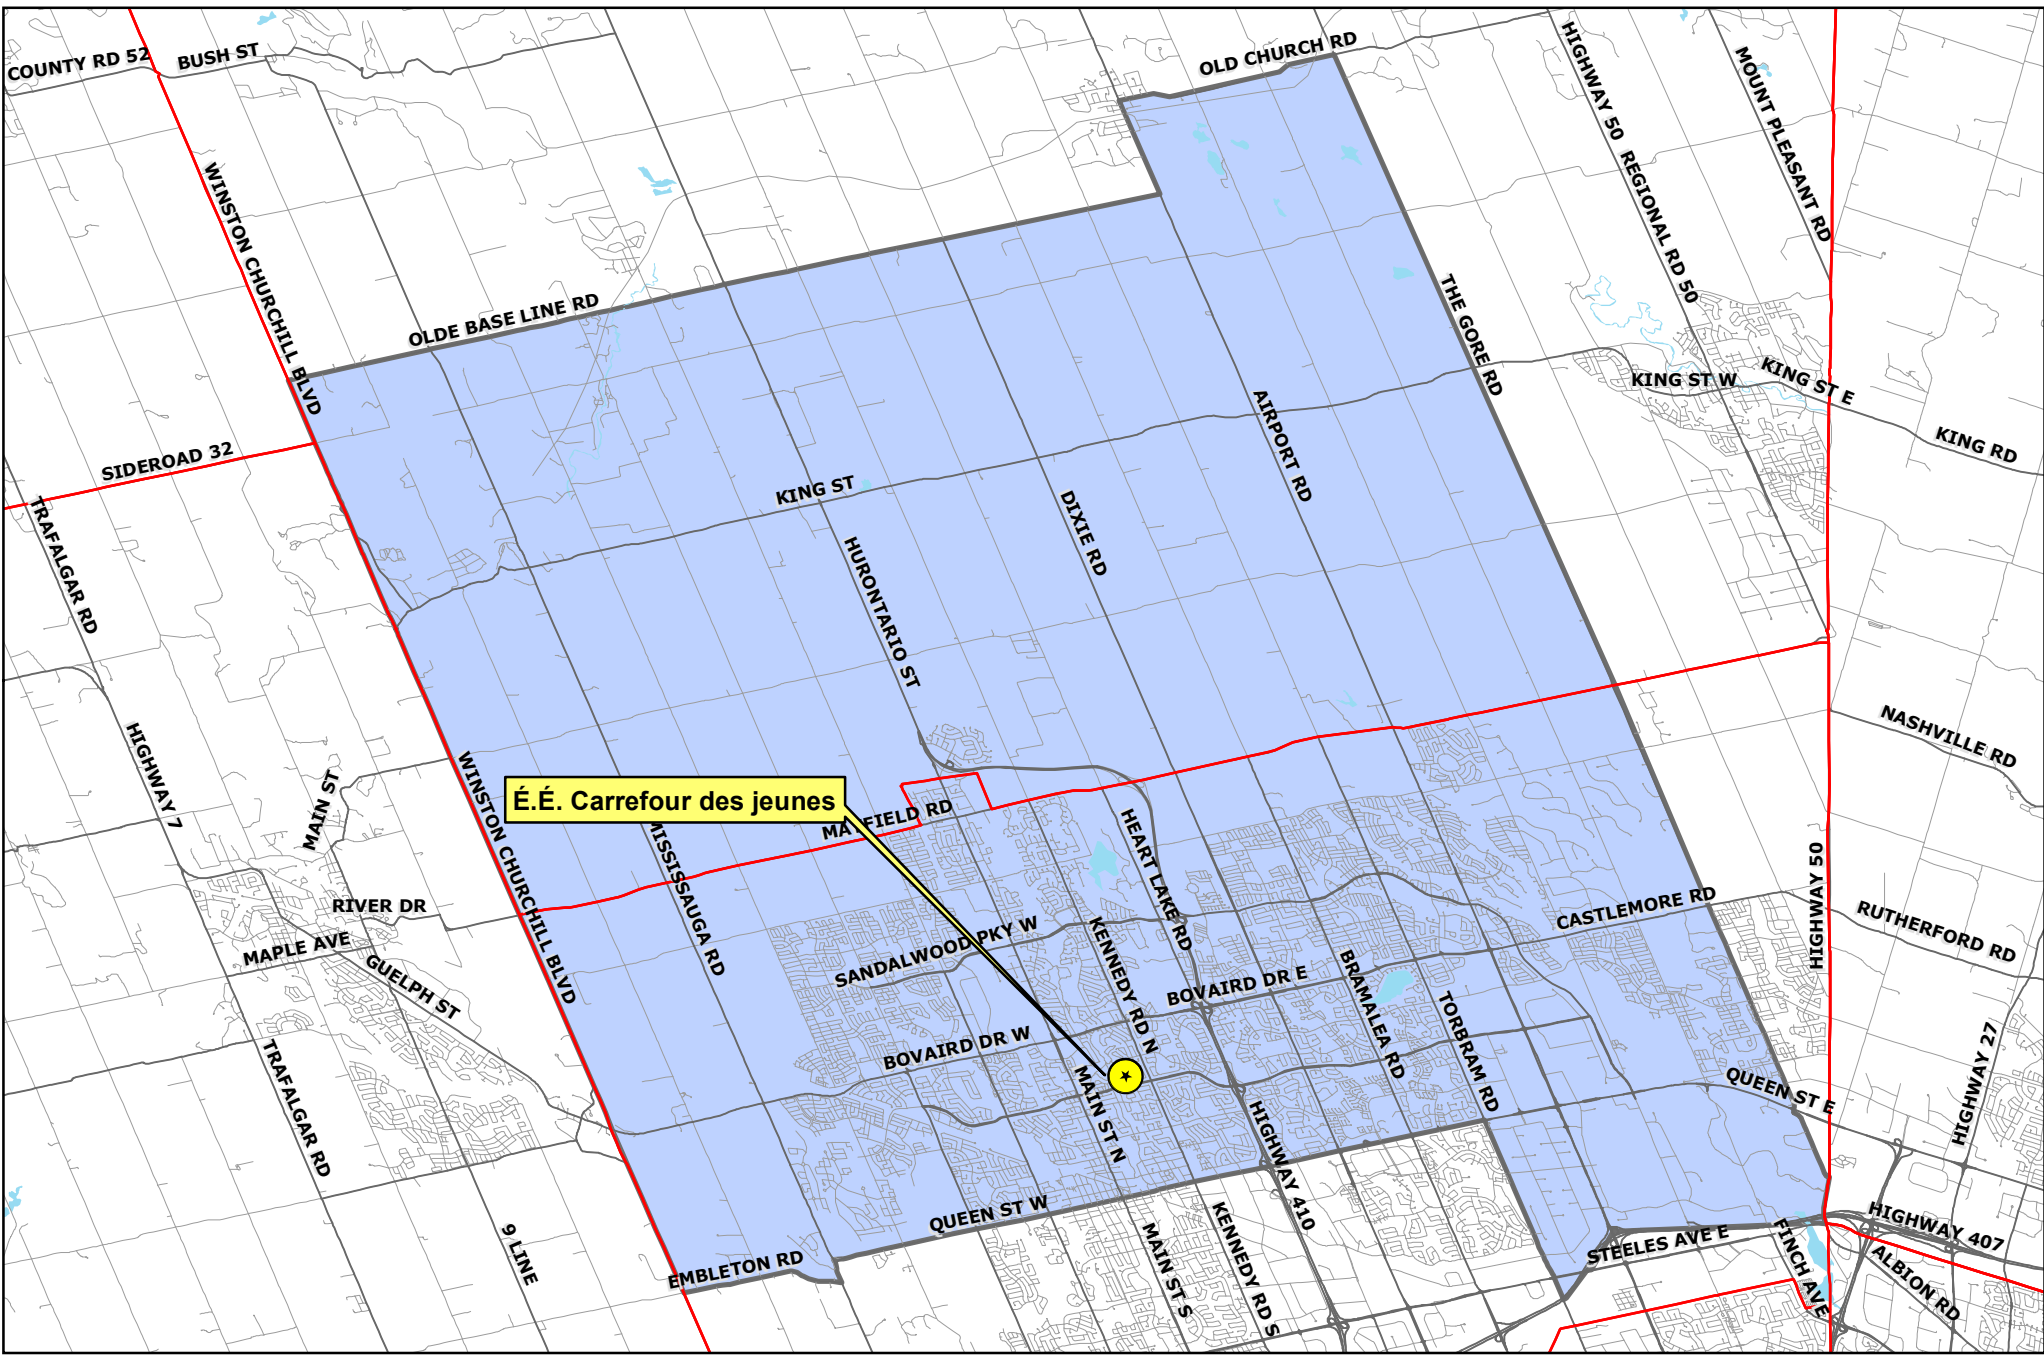 COUNTY RD 52
BUSH ST
OLD CHURCH RD
HIGHWAY 50
REGIONAL RD 50
MOUNT PLEASANT RD
WINSTON CHURCHILL BLVD
OLDE BASE LINE RD
THE GORE RD
KING ST W
KING ST E
KING RD
AIRPORT RD
SIDEROAD 32
TRAFALGAR RD
KING ST
DIXIE RD
HURONTARIO ST
HIGHWAY 7
MAIN ST
WINSTON CHURCHILL BLVD
É.É. Carrefour des jeunes
MAYFIELD RD
MISSISSAUGA RD
HEART LAKE RD
NASHVILLE RD
HIGHWAY 50
RIVER DR
MAPLE AVE
GUELPH ST
SANDALWOOD PKY W
KENNEDY RD N
CASTLEMORE RD
RUTHERFORD RD
BOVAIRD DR E
BRAMALEA RD
TORBRAM RD
BOVAIRD DR W
MAIN ST N
TRAFALGAR RD
QUEEN ST E
HIGHWAY 27
HIGHWAY 410
QUEEN ST W
9 LINE
EMBLETON RD
MAIN ST S
KENNEDY RD S
STEELES AVE E
FINCH AVE
HIGHWAY 407
ALBION RD